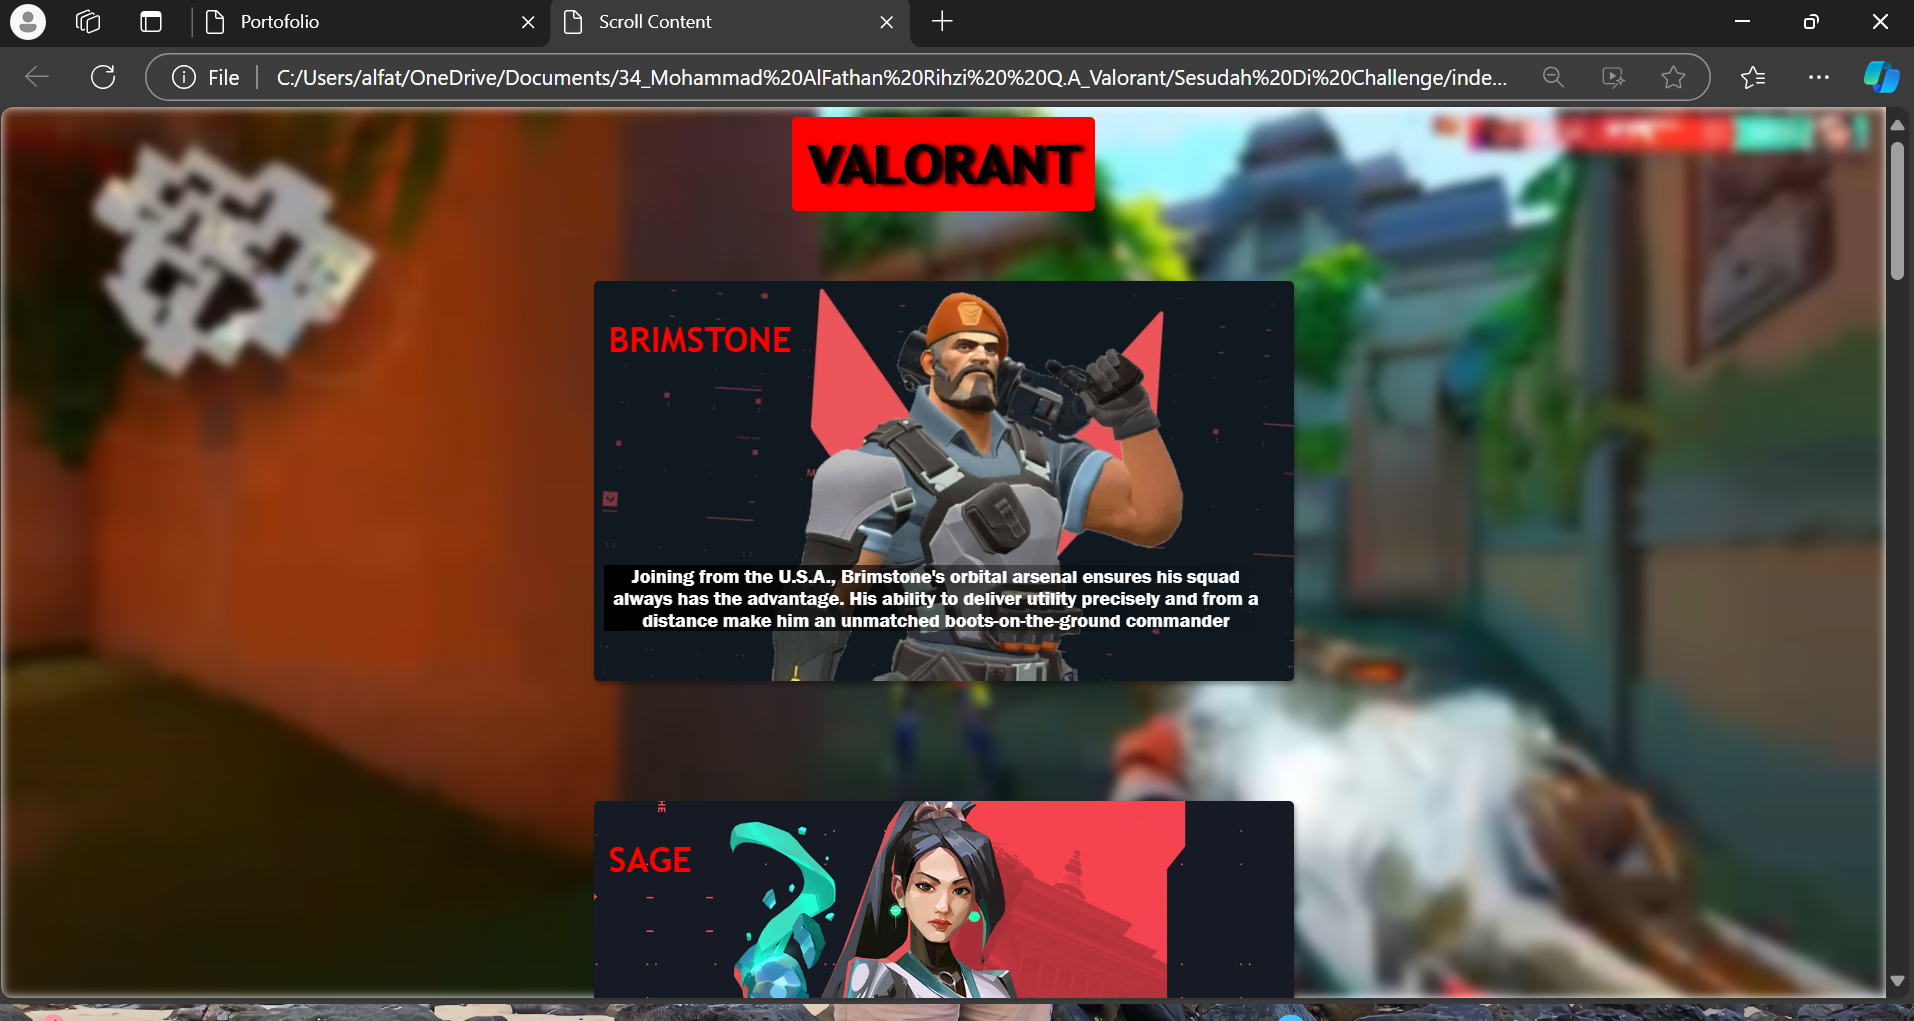 Portofolio
Scroll Content
File
C:/Users/alfat/OneDrive/Documents/34_Mohammad%20AlFathan%20Rihzi%20%20Q.A_Valorant/Sesudah%20Di%20Challenge/inde...
VALORANT
BRIMSTONE
Joining from the U.S.A., Brimstone's orbital arsenal ensures his squad
always has the advantage. His ability to deliver utility precisely and from a
distance make him an unmatched boots-on-the-ground commander
HE
SAGE